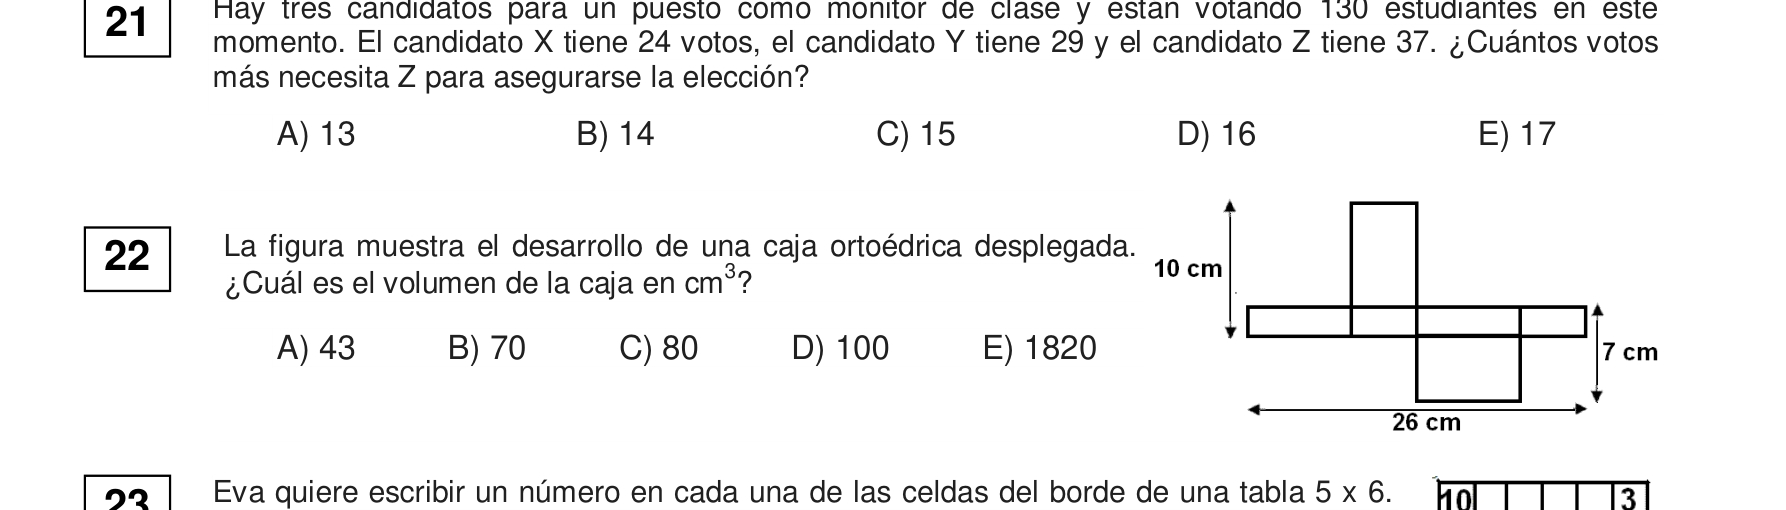 21
Hay tres candidatos para un puesto como monitor de clase y están votando 130 estudiantes en este
momento. El candidato X tiene 24 votos, el candidato Y tiene 29 y el candidato Z tiene 37. ¿Cuántos votos
más necesita Z para asegurarse la elección?
A) 13 B) 14 C) 15 D) 16 E) 17
22
La figura muestra el desarrollo de una caja ortoédrica desplegada.
¿Cuál es el volumen de la caja en cm³?
A) 43 B) 70 C) 80 D) 100 E) 1820
10 cm
7 cm
26 cm
23
Eva quiere escribir un número en cada una de las celdas del borde de una tabla 5 x 6.
10 3